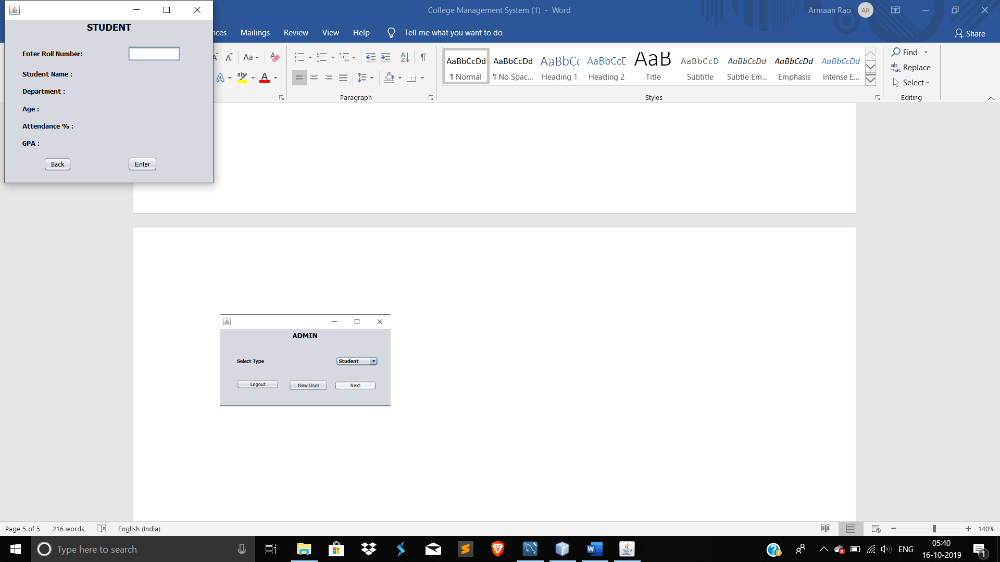 STUDENT
Enter Roll Number:
Student Name :
Department :
Age :
Attendance % :
GPA :
Back
Enter
College Management System (1) - Word
Armaan Rao
AR
nces
Mailings
Review
View
Help
Tell me what you want to do
Share
Aa
A
AaBbCcDd
¶ Normal
AaBbCcDd
¶ No Spac...
AaBbCc
Heading 1
AaBbCcD
Heading 2
AaB
Title
AaBbCcD
Subtitle
AaBbCcDd
Subtle Em...
AaBbCcDd
Emphasis
AaBbCcDd
Intense E...
Find
Replace
Select
Paragraph
Styles
Editing
ADMIN
Select Type
Student
Logout
New User
Next
Page 5 of 5
216 words
English (India)
140%
Type here to search
ENG
05:40
16-10-2019
1